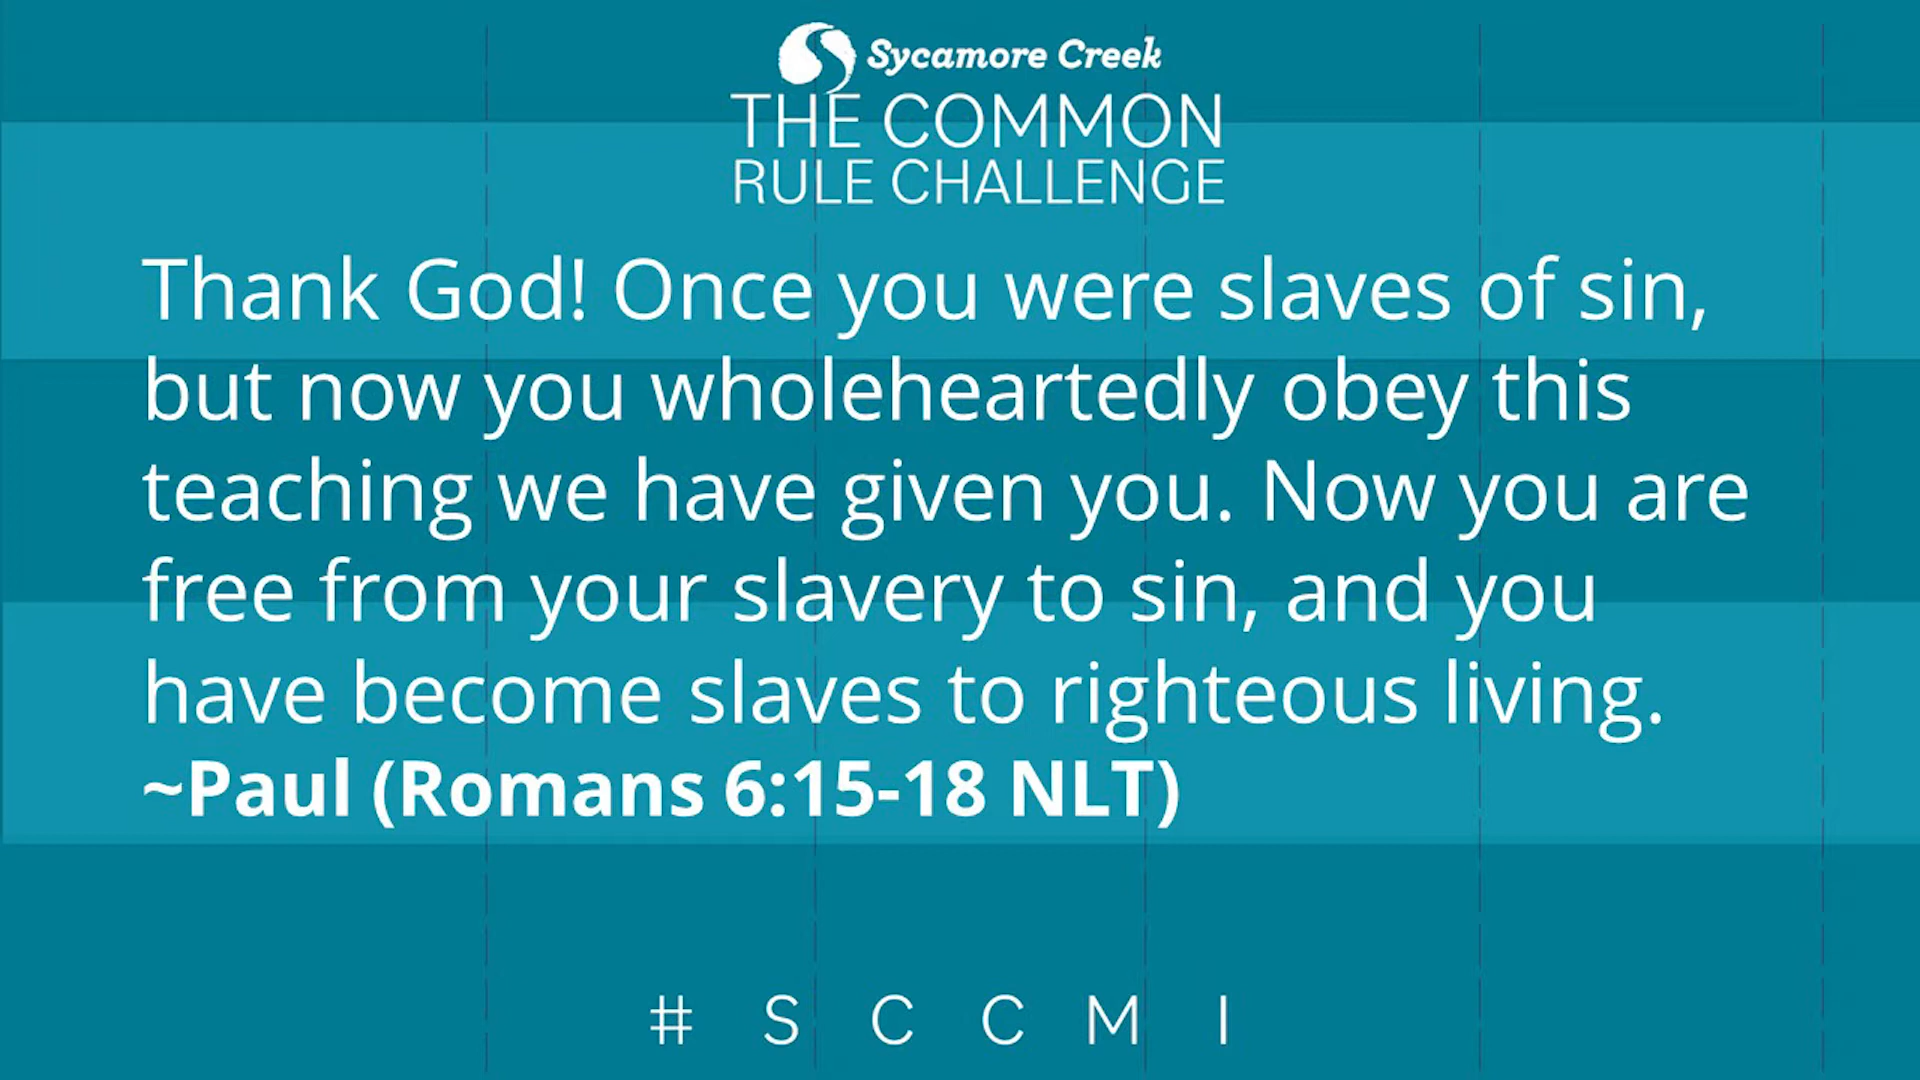 Sycamore Creek
THE COMMON
RULE CHALLENGE
Thank God! Once you were slaves of sin,
but now you wholeheartedly obey this
teaching we have given you. Now you are
free from your slavery to sin, and you
have become slaves to righteous living.
~Paul (Romans 6:15-18 NLT)
# S C C M I